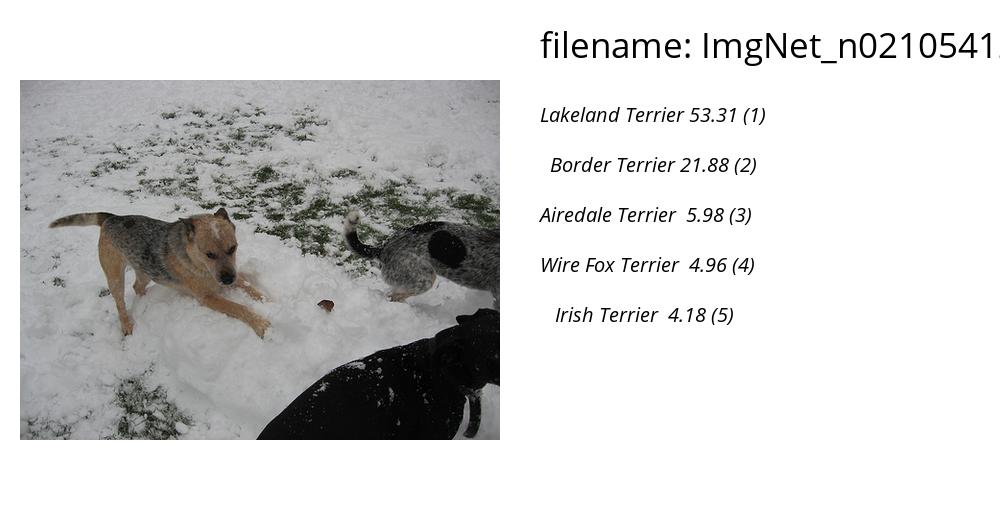 filename: ImgNet_n0210541
Lakeland Terrier 53.31 (1)
Border Terrier 21.88 (2)
Airedale Terrier 5.98 (3)
Wire Fox Terrier 4.96 (4)
Irish Terrier 4.18 (5)